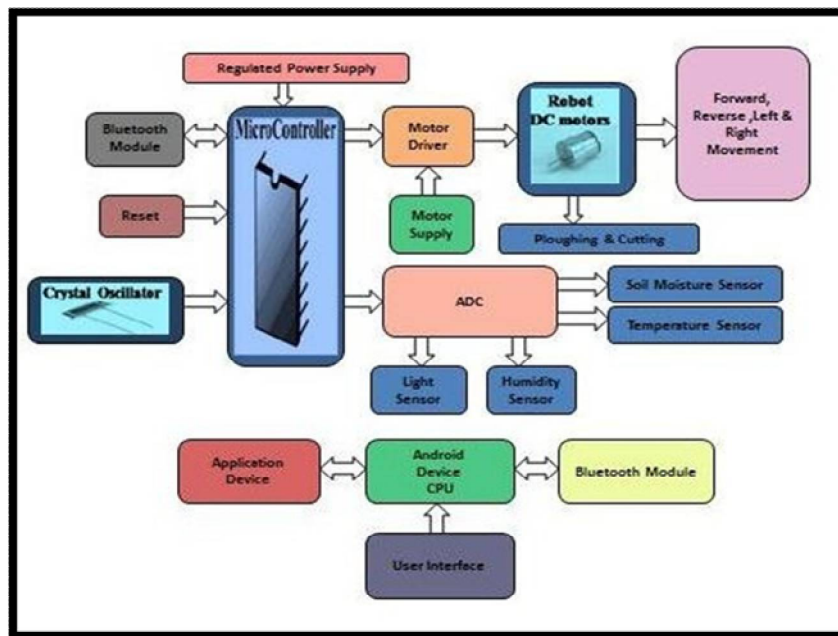 Regulated Power Supply
Bluetooth
Module
MicroController
Motor
Driver
Robot
DC motors
Forward,
Reverse ,Left &
Right
Movement
Reset
Motor
Supply
Ploughing & Cutting
Crystal Oscillator
ADC
Soil Moisture Sensor
Temperature Sensor
Light
Sensor
Humidity
Sensor
Application
Device
Android
Device
CPU
Bluetooth Module
User Interface